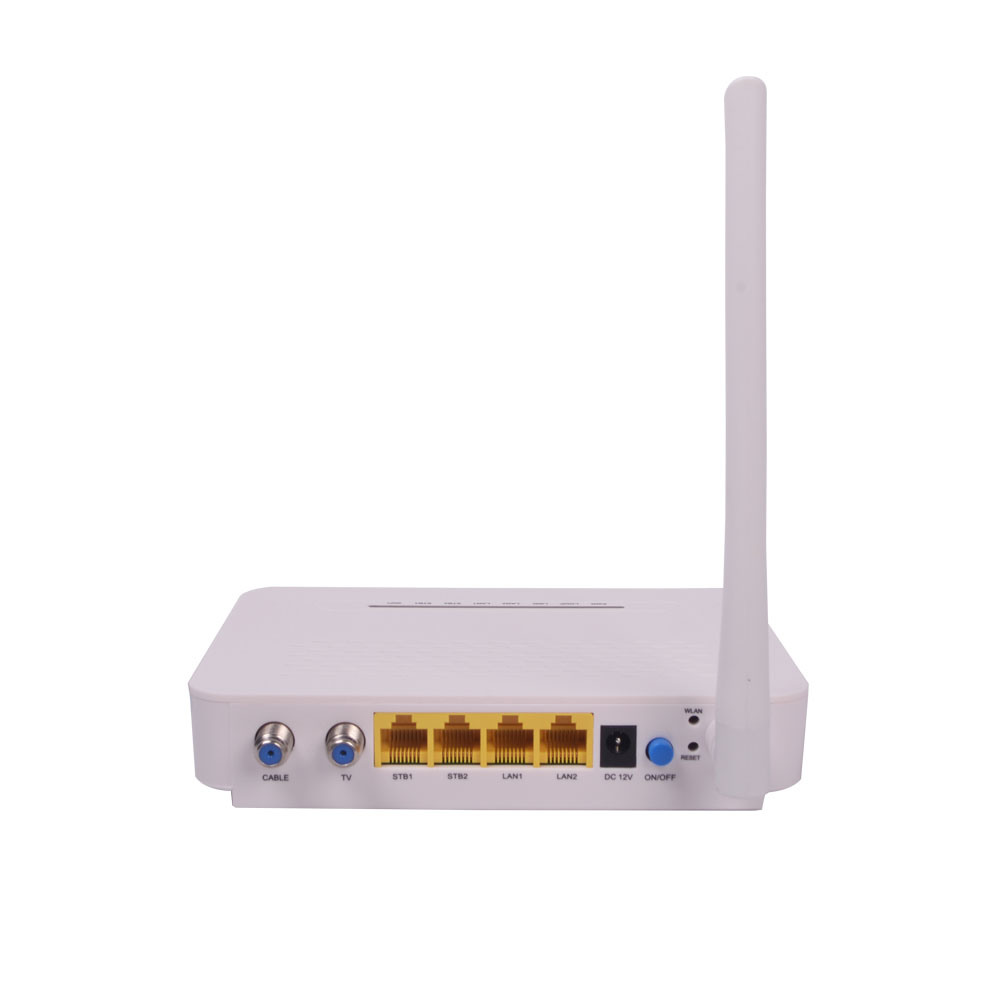 WLAN
RESET
CABLE TV STB1 STB2 LAN1 LAN2 DC 12V ON/OFF